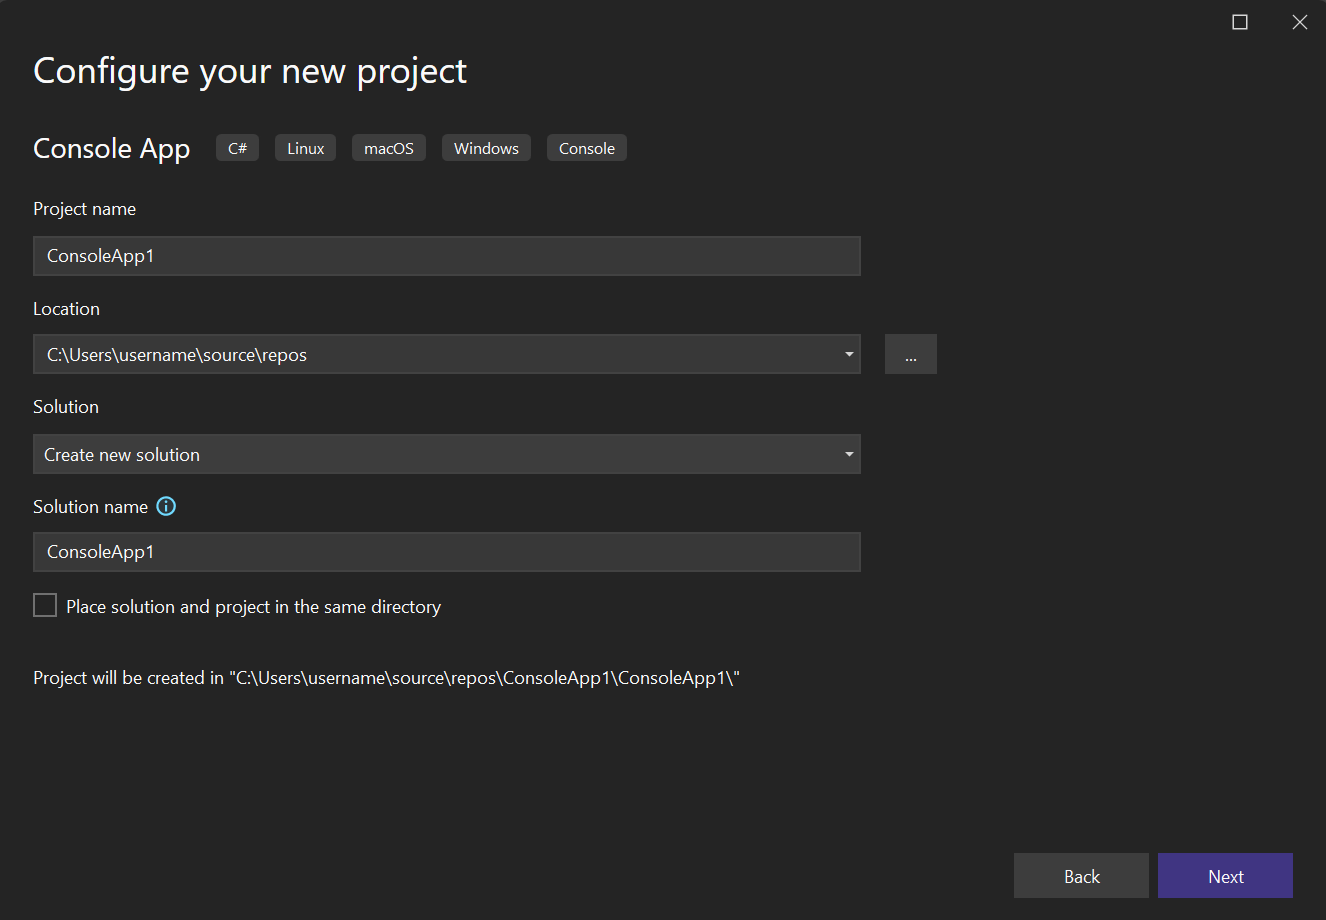 Configure your new project
Console App C# Linux macOS Windows Console
Project name
ConsoleApp1
Location
C:\Users\username\source\repos ...
Solution
Create new solution
Solution name
ConsoleApp1
Place solution and project in the same directory
Project will be created in "C:\Users\username\source\repos\ConsoleApp1\ConsoleApp1\"
Back Next